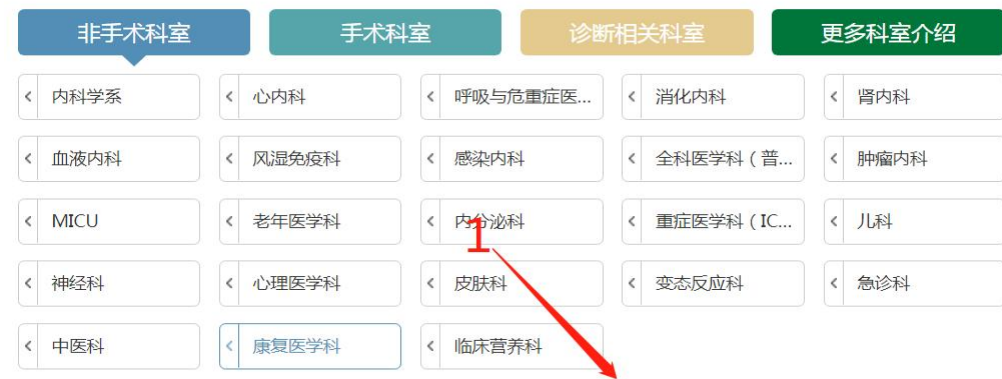 非手术科室 手术科室 诊断相关科室 更多科室介绍
内科学系 心内科 呼吸与危重症医... 消化内科 肾内科
血液内科 风湿免疫科 感染内科 全科医学科（普... 肿瘤内科
MICU 老年医学科 内分泌科 重症医学科（IC... 儿科
1
神经科 心理医学科 皮肤科 变态反应科 急诊科
中医科 康复医学科 临床营养科